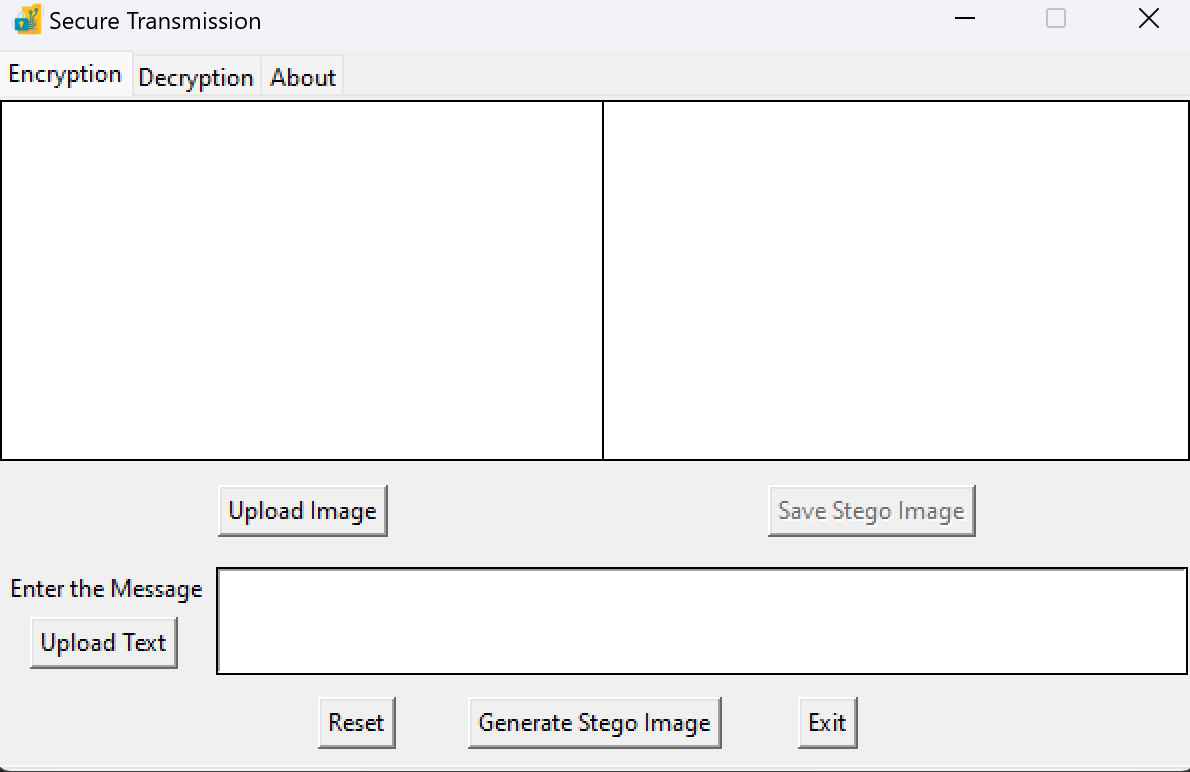 Secure Transmission
Encryption Decryption About
Upload Image Save Stego Image
Enter the Message
Upload Text
Reset Generate Stego Image Exit